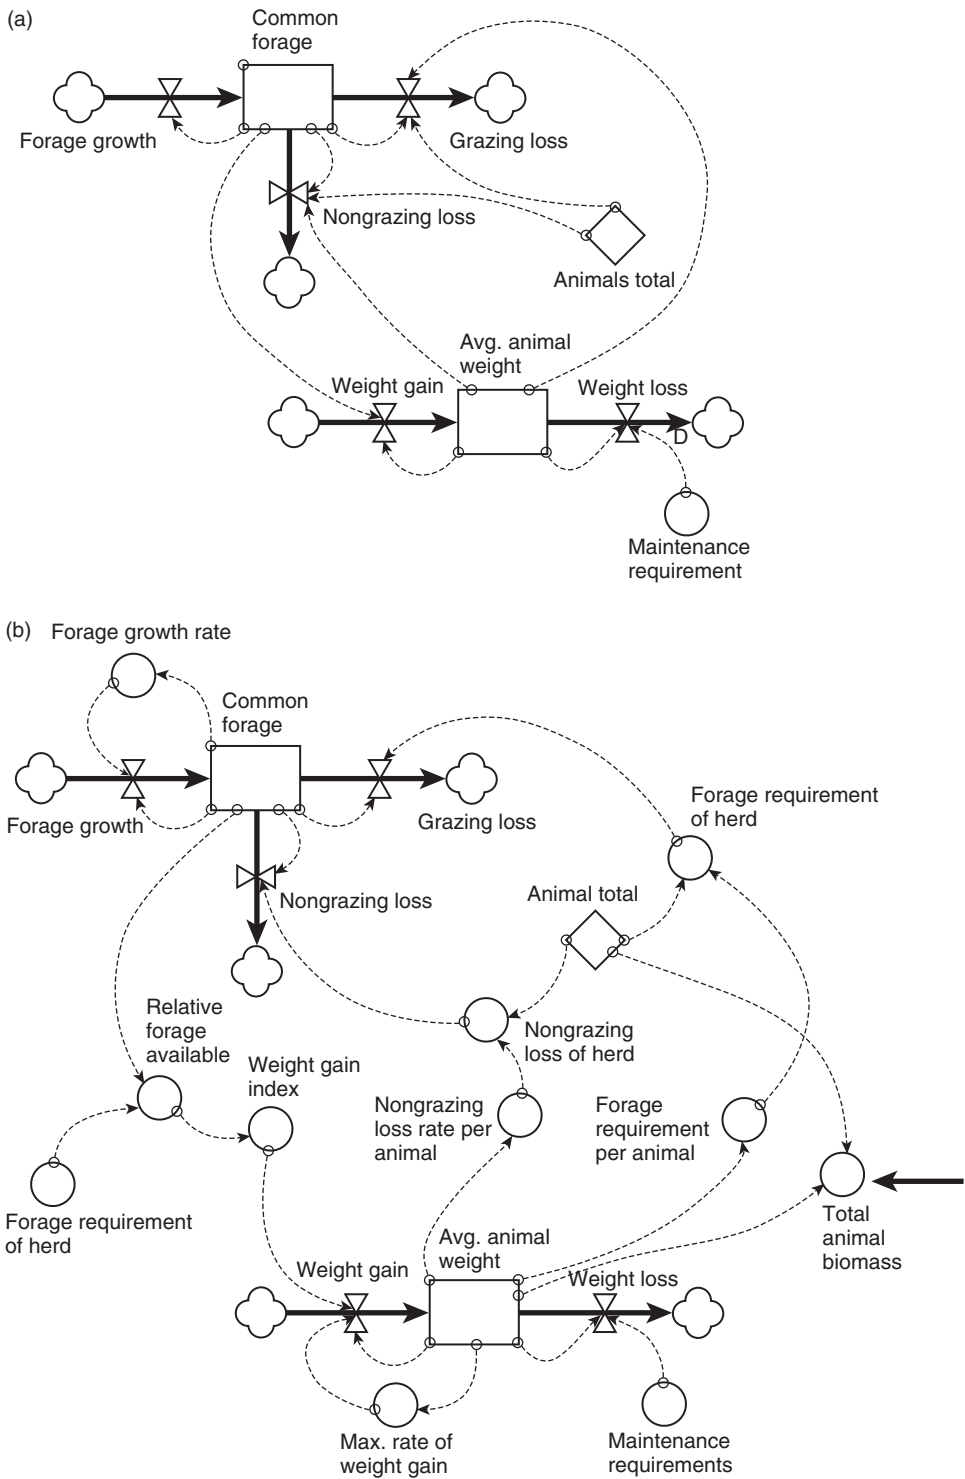 (a)
Common
forage
Forage growth
Grazing loss
Nongrazing loss
Animals total
Avg. animal
weight
Weight gain
Weight loss
D
Maintenance
requirement
(b)
Forage growth rate
Common
forage
Forage growth
Grazing loss
Forage requirement
of herd
Nongrazing loss
Animal total
Relative
forage
available
Nongrazing
loss of herd
Weight gain
index
Nongrazing
loss rate per
animal
Forage
requirement
per animal
Forage requirement
of herd
Total
animal
biomass
Avg. animal
weight
Weight gain
Weight loss
Max. rate of
weight gain
Maintenance
requirements